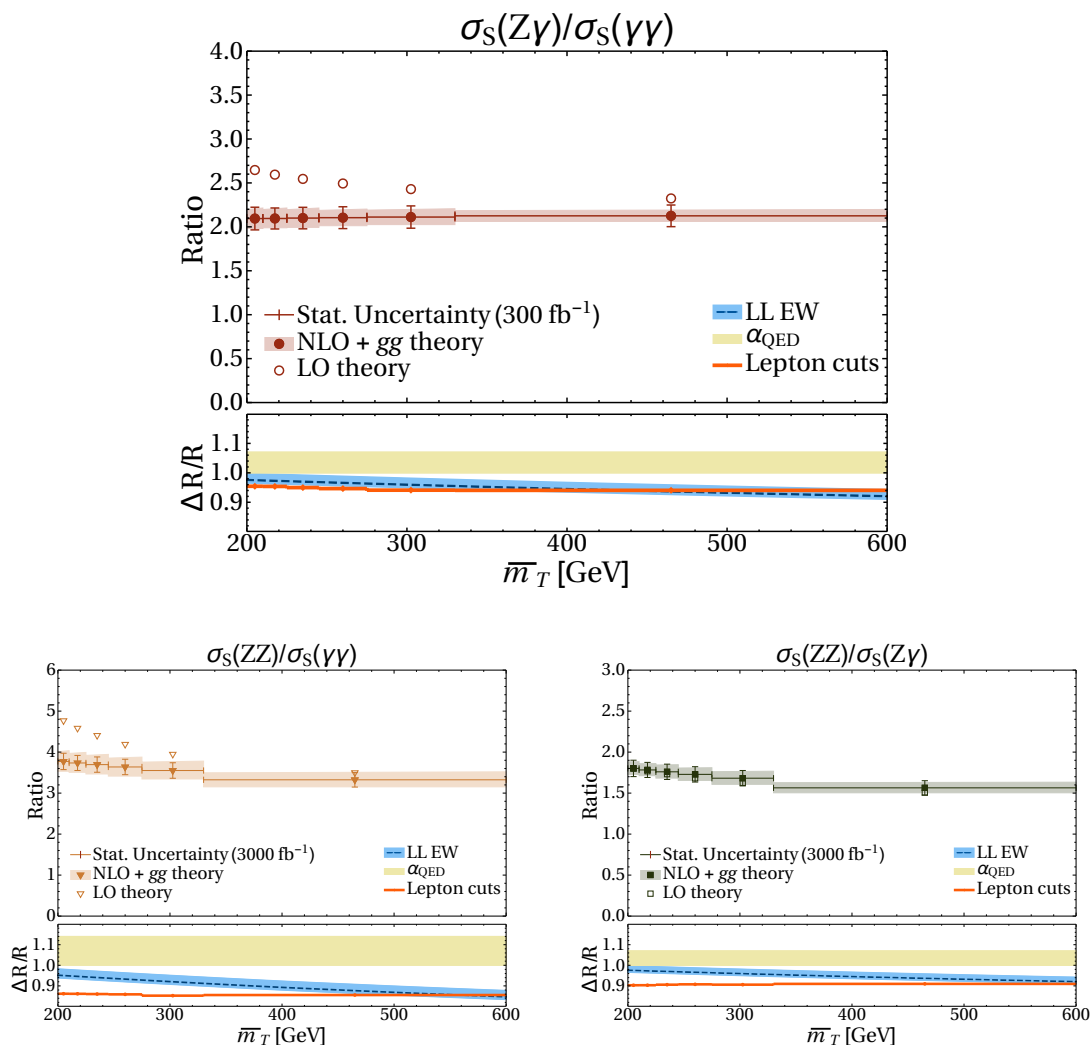 σS(Zγ)/σS(γγ)
4.0
3.5
3.0
2.5
2.0
1.5
1.0
0.5
0.0
Ratio
Stat. Uncertainty (300 fb⁻¹)
NLO + gg theory
LO theory
LL EW
αQED
Lepton cuts
1.1
1.0
0.9
ΔR/R
200 300 400 500 600
m̅T [GeV]
σS(ZZ)/σS(γγ)
6
5
4
3
2
1
0
Ratio
Stat. Uncertainty (3000 fb⁻¹)
NLO + gg theory
LO theory
LL EW
αQED
Lepton cuts
1.1
1.0
0.9
ΔR/R
200 300 400 500 600
m̅T [GeV]
σS(ZZ)/σS(Zγ)
3.0
2.5
2.0
1.5
1.0
0.5
0.0
Ratio
Stat. Uncertainty (3000 fb⁻¹)
NLO + gg theory
LO theory
LL EW
αQED
Lepton cuts
1.1
1.0
0.9
ΔR/R
200 300 400 500 600
m̅T [GeV]